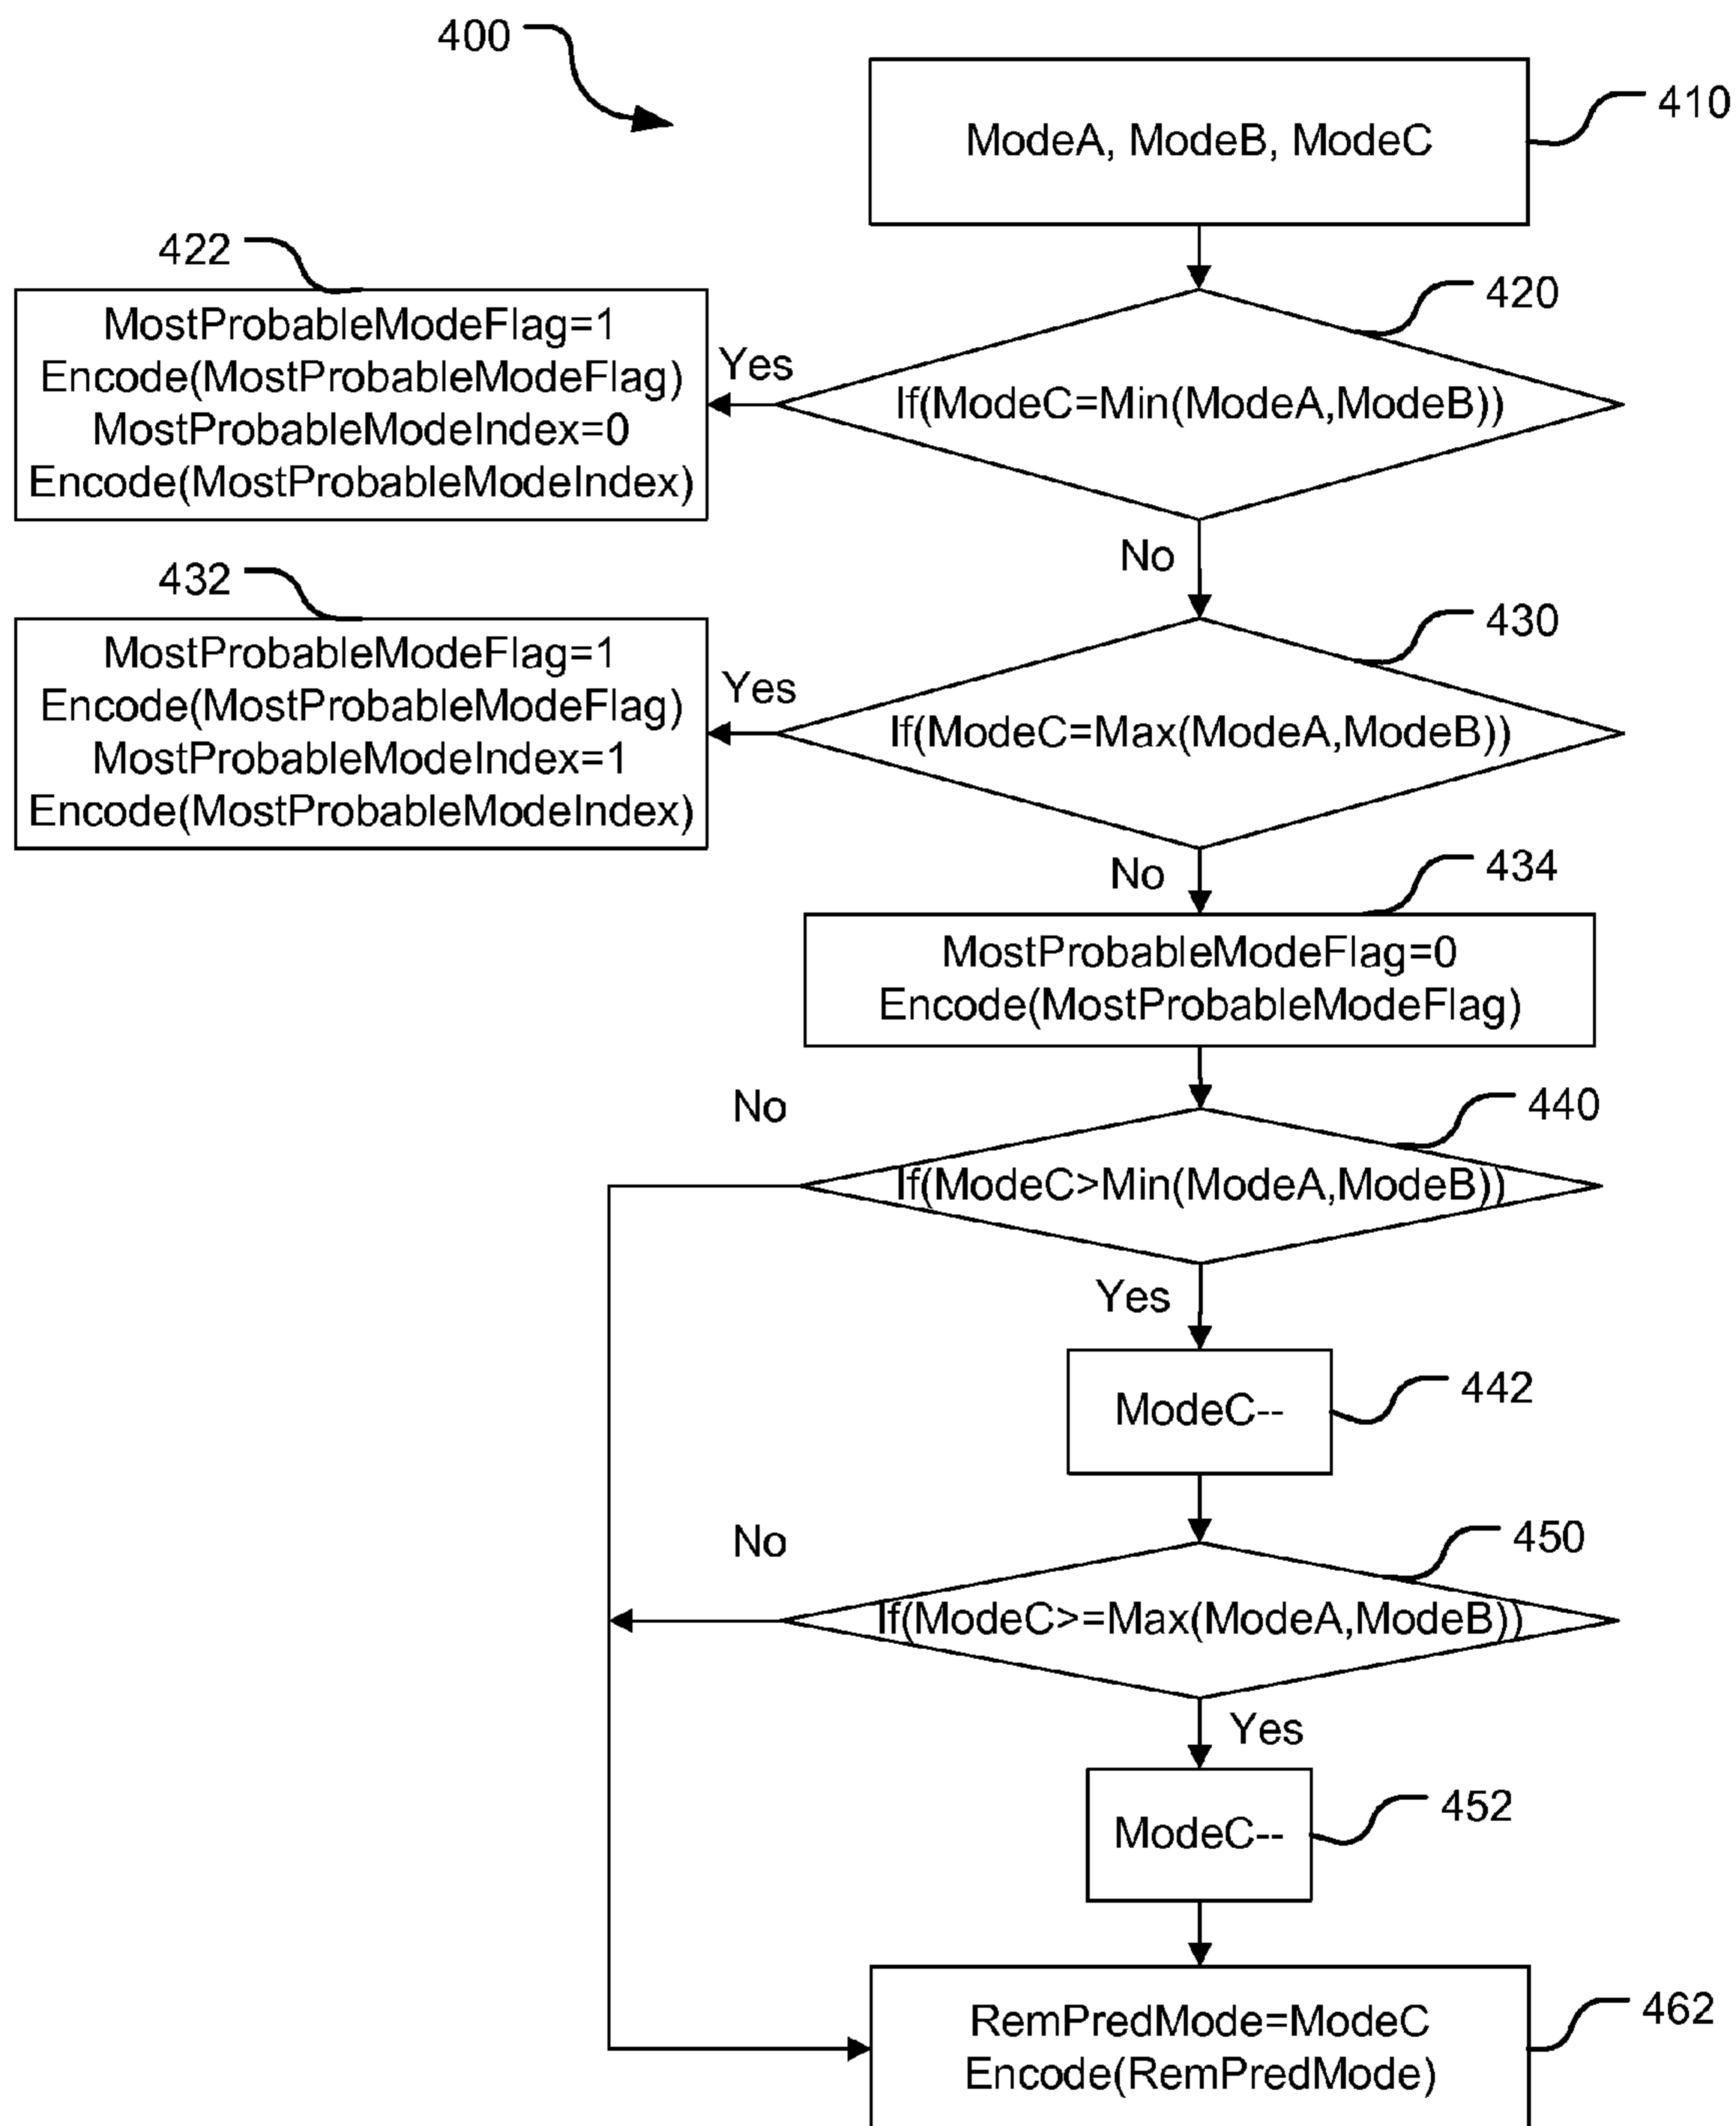 400
410
ModeA, ModeB, ModeC
422
420
MostProbableModeFlag=1
Encode(MostProbableModeFlag)
MostProbableModeIndex=0
Encode(MostProbableModeIndex)
Yes
If(ModeC=Min(ModeA,ModeB))
No
432
430
MostProbableModeFlag=1
Encode(MostProbableModeFlag)
MostProbableModeIndex=1
Encode(MostProbableModeIndex)
Yes
If(ModeC=Max(ModeA,ModeB))
No
434
MostProbableModeFlag=0
Encode(MostProbableModeFlag)
No
440
If(ModeC>Min(ModeA,ModeB))
Yes
442
ModeC--
No
450
If(ModeC>=Max(ModeA,ModeB))
Yes
452
ModeC--
462
RemPredMode=ModeC
Encode(RemPredMode)